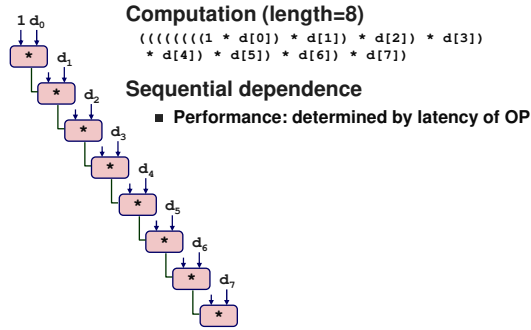 Computation (length=8)
((((((((1 * d[0]) * d[1]) * d[2]) * d[3])
* d[4]) * d[5]) * d[6]) * d[7])
Sequential dependence
■ Performance: determined by latency of OP
1 d0
*
d1
*
d2
*
d3
*
d4
*
d5
*
d6
*
d7
*